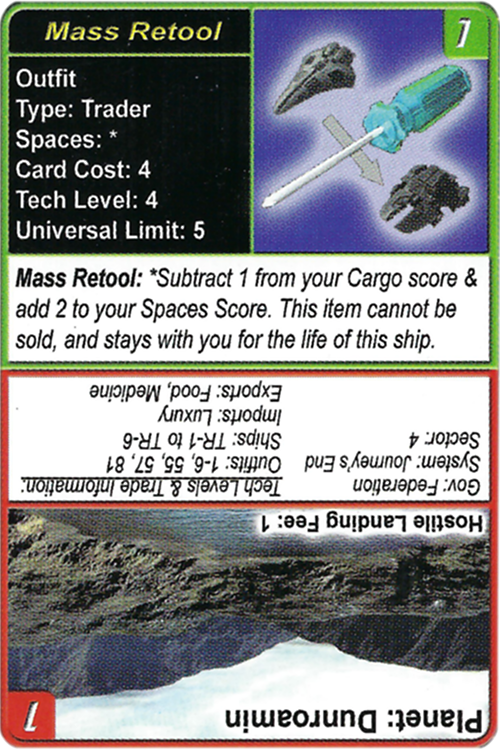 Mass Retool
1
Outfit
Type: Trader
Spaces: *
Card Cost: 4
Tech Level: 4
Universal Limit: 5
Mass Retool: *Subtract 1 from your Cargo score &
add 2 to your Spaces Score. This item cannot be
sold, and stays with you for the life of this ship.
Planet: Dunroamin
1
Hostile Landing Fee: 1
Gov: Federation
System: Journey's End
Sector: 4
Tech Levels & Trade Information:
Outfits: 1-6, 55, 57, 81
Ships: TR-1 to TR-6
Imports: Luxury
Exports: Food, Medicine